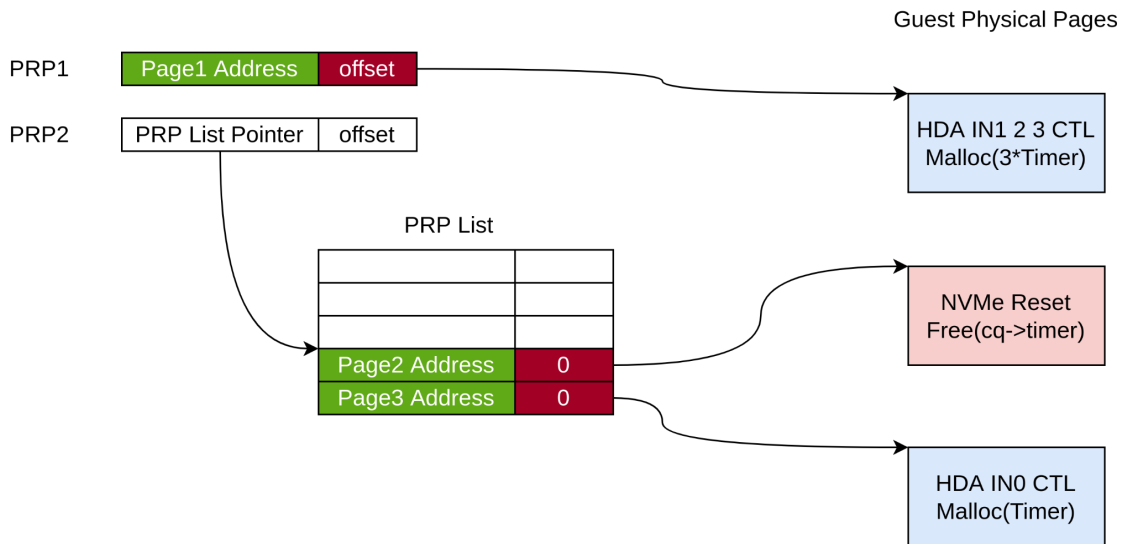 Guest Physical Pages
PRP1
Page1 Address
offset
PRP2
PRP List Pointer
offset
HDA IN1 2 3 CTL
Malloc(3*Timer)
PRP List
NVMe Reset
Free(cq->timer)
Page2 Address
0
Page3 Address
0
HDA IN0 CTL
Malloc(Timer)